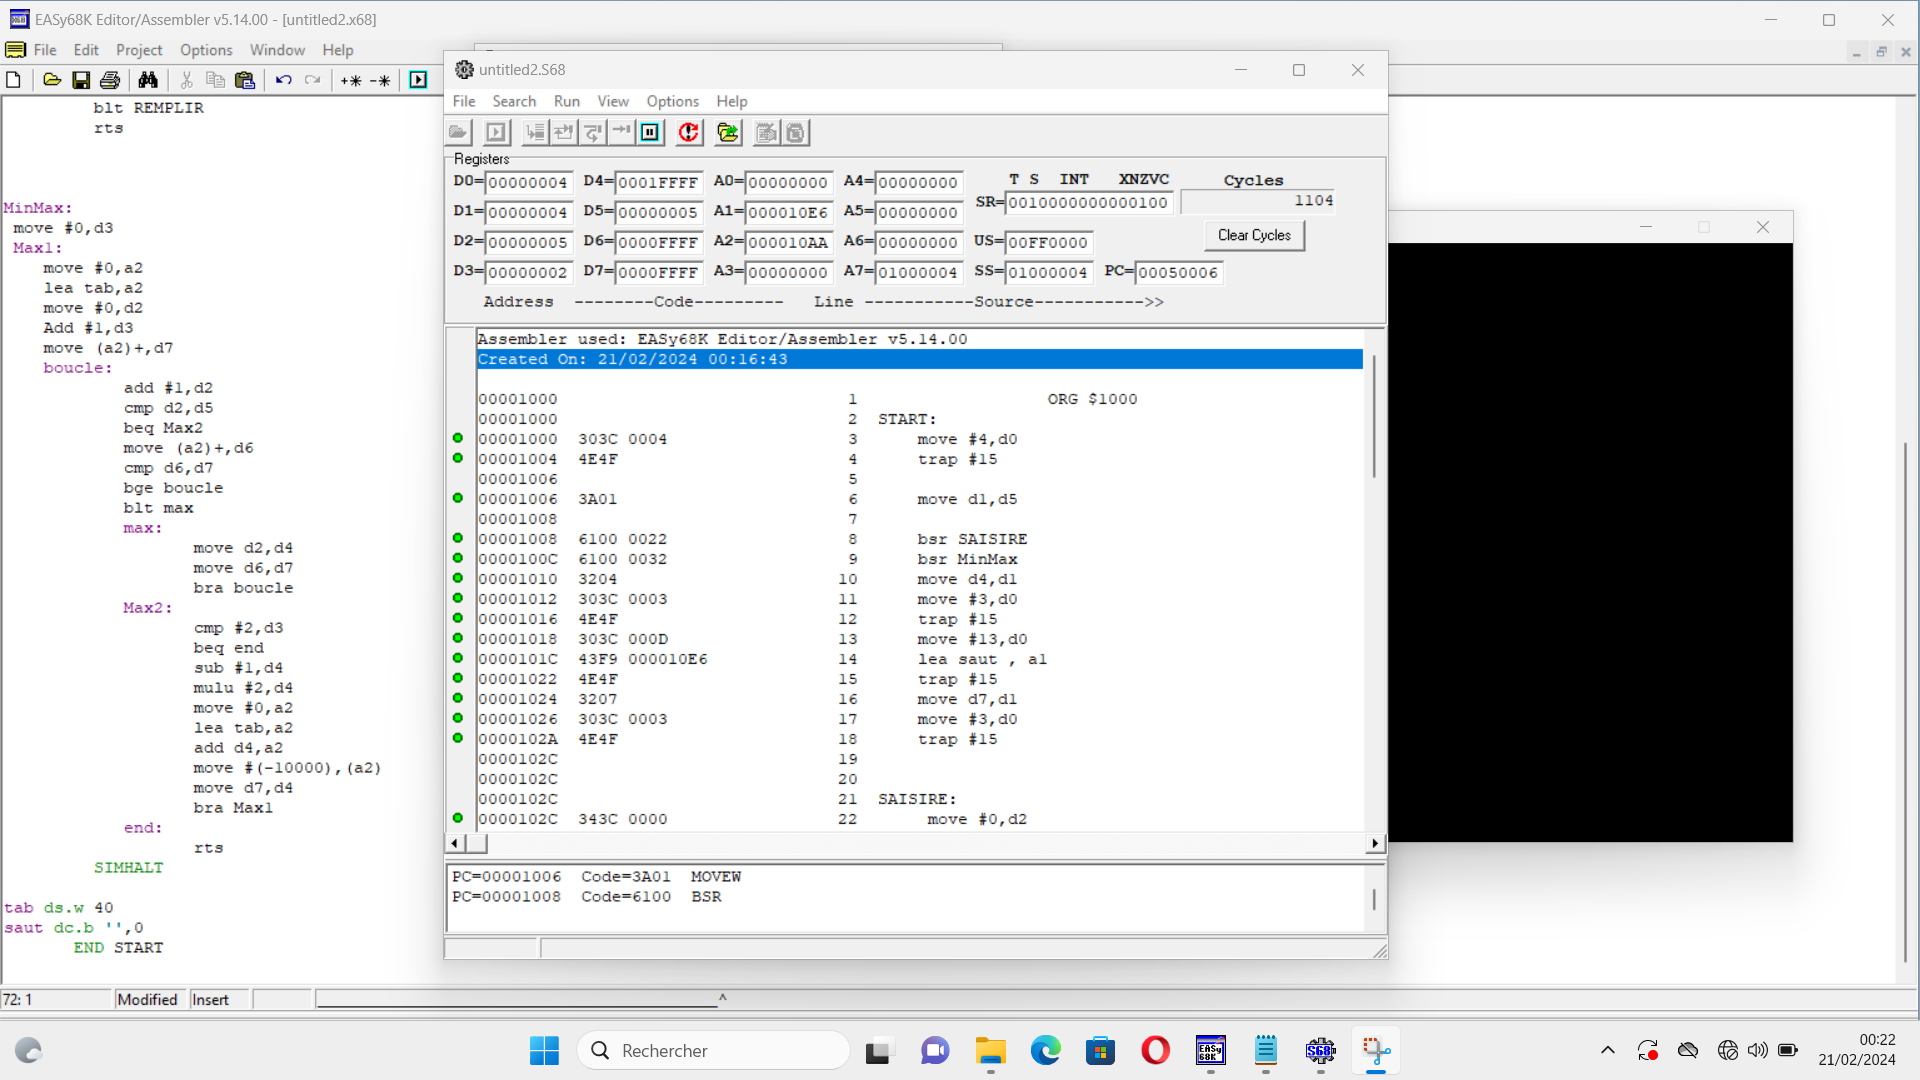 EASy68K Editor/Assembler v5.14.00 - [untitled2.x68]
File Edit Project Options Window Help
blt REMPLIR
rts
MinMax:
move #0,d3
Max1:
move #0,a2
lea tab,a2
move #0,d2
Add #1,d3
move (a2)+,d7
boucle:
add #1,d2
cmp d2,d5
beq Max2
move (a2)+,d6
cmp d6,d7
bge boucle
blt max
max:
move d2,d4
move d6,d7
bra boucle
Max2:
cmp #2,d3
beq end
sub #1,d4
mulu #2,d4
move #0,a2
lea tab,a2
add d4,a2
move #(-10000),(a2)
move d7,d4
bra Max1
end:
rts
SIMHALT
tab ds.w 40
saut dc.b '',0
END START
72: 1 Modified Insert
untitled2.S68
File Search Run View Options Help
Registers
D0= 00000004 D4= 0001FFFF A0= 00000000 A4= 00000000 T S INT XNZVC Cycles
D1= 00000004 D5= 00000005 A1= 000010E6 A5= 00000000 SR= 0010000000000100 1104
D2= 00000005 D6= 0000FFFF A2= 000010AA A6= 00000000 US= 00FF0000 Clear Cycles
D3= 00000002 D7= 0000FFFF A3= 00000000 A7= 01000004 SS= 01000004 PC= 00050006
Address --------Code--------- Line -----------Source----------->>
Assembler used: EASy68K Editor/Assembler v5.14.00
Created On: 21/02/2024 00:16:43
00001000 1 ORG $1000
00001000 2 START:
00001000 303C 0004 3 move #4,d0
00001004 4E4F 4 trap #15
00001006 5
00001006 3A01 6 move d1,d5
00001008 7
00001008 6100 0022 8 bsr SAISIRE
0000100C 6100 0032 9 bsr MinMax
00001010 3204 10 move d4,d1
00001012 303C 0003 11 move #3,d0
00001016 4E4F 12 trap #15
00001018 303C 000D 13 move #13,d0
0000101C 43F9 000010E6 14 lea saut , a1
00001022 4E4F 15 trap #15
00001024 3207 16 move d7,d1
00001026 303C 0003 17 move #3,d0
0000102A 4E4F 18 trap #15
0000102C 19
0000102C 20
0000102C 21 SAISIRE:
0000102C 343C 0000 22 move #0,d2
PC=00001006 Code=3A01 MOVEW
PC=00001008 Code=6100 BSR
Rechercher
EASy
68K
S68
00:22
21/02/2024